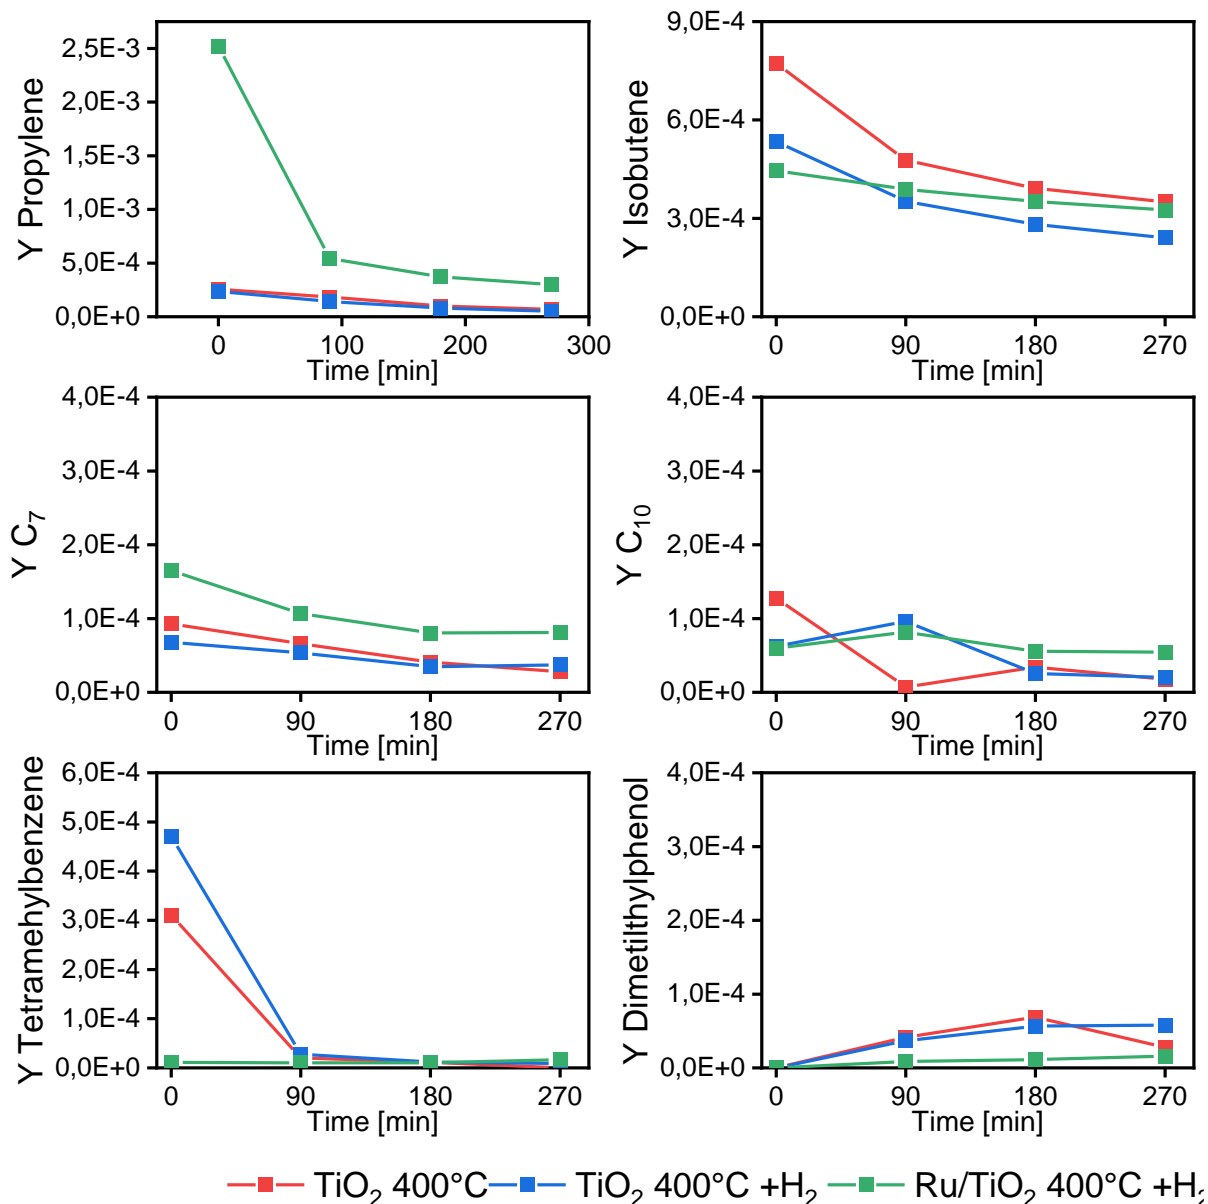 Y Propylene
2,5E-3
2,0E-3
1,5E-3
1,0E-3
5,0E-4
0,0E+0
0 100 200 300
Time [min]
Y Isobutene
9,0E-4
6,0E-4
3,0E-4
0,0E-4
0 90 180 270
Time [min]
Y C₇
4,0E-4
3,0E-4
2,0E-4
1,0E-4
0,0E+0
0 90 180 270
Time [min]
Y C₁₀
4,0E-4
3,0E-4
2,0E-4
1,0E-4
0,0E+0
0 90 180 270
Time [min]
Y Tetramehylbenzene
6,0E-4
5,0E-4
4,0E-4
3,0E-4
2,0E-4
1,0E-4
0,0E+0
0 90 180 270
Time [min]
Y Dimetilthylphenol
4,0E-4
3,0E-4
2,0E-4
1,0E-4
0,0E+0
0 90 180 270
Time [min]
TiO₂ 400°C TiO₂ 400°C +H₂ Ru/TiO₂ 400°C +H₂